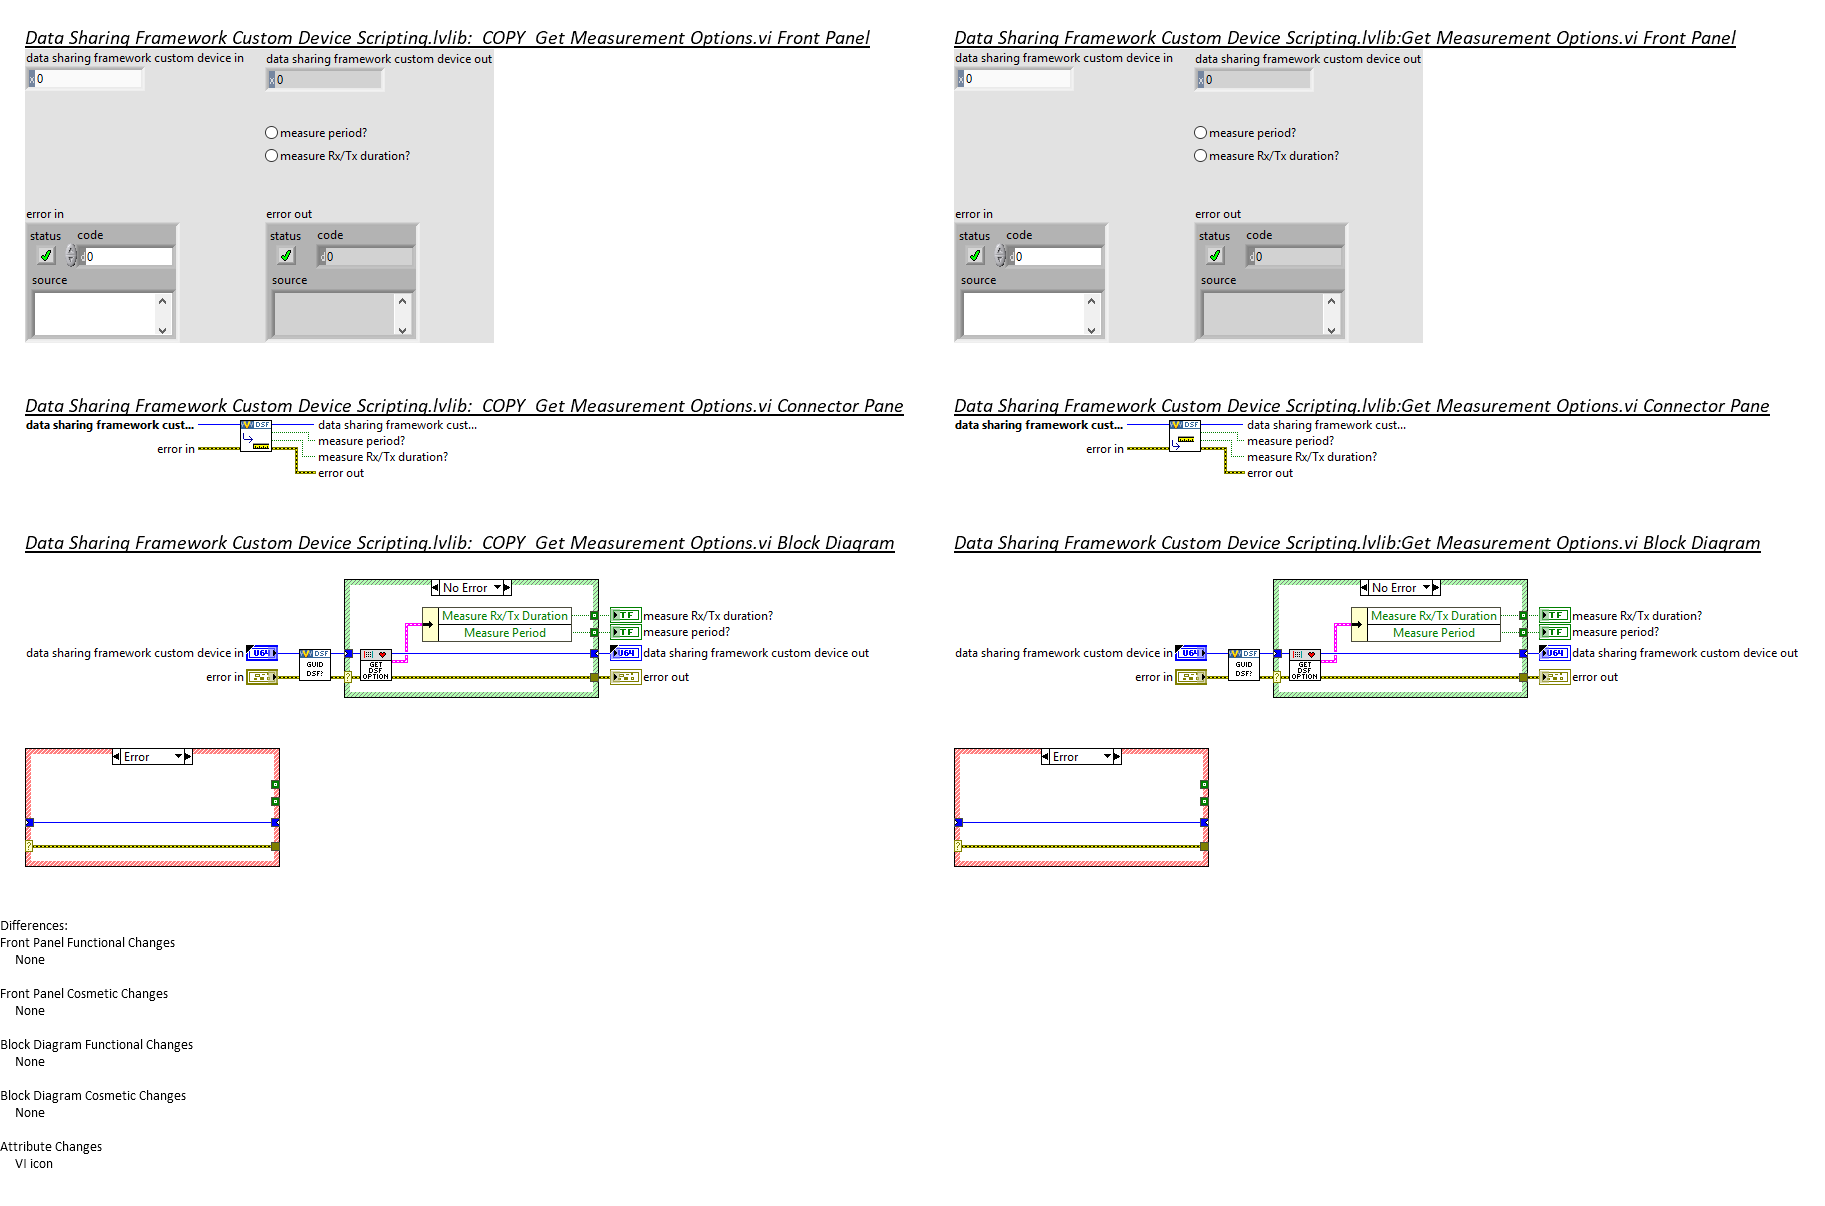 Data Sharing Framework Custom Device Scripting.lvlib:_COPY_Get Measurement Options.vi Front Panel
data sharing framework custom device in
data sharing framework custom device out
x 0
x 0
measure period?
measure Rx/Tx duration?
error in
error out
status code
status code
d 0
d 0
source
source
Data Sharing Framework Custom Device Scripting.lvlib:Get Measurement Options.vi Front Panel
data sharing framework custom device in
data sharing framework custom device out
x 0
x 0
measure period?
measure Rx/Tx duration?
error in
error out
status code
status code
d 0
d 0
source
source
Data Sharing Framework Custom Device Scripting.lvlib:_COPY_Get Measurement Options.vi Connector Pane
data sharing framework cust...
DSF
data sharing framework cust...
measure period?
error in
measure Rx/Tx duration?
error out
Data Sharing Framework Custom Device Scripting.lvlib:Get Measurement Options.vi Connector Pane
data sharing framework cust...
DSF
data sharing framework cust...
measure period?
error in
measure Rx/Tx duration?
error out
Data Sharing Framework Custom Device Scripting.lvlib:_COPY_Get Measurement Options.vi Block Diagram
No Error
Measure Rx/Tx Duration
TF
measure Rx/Tx duration?
Measure Period
TF
measure period?
data sharing framework custom device in
U64
DSF
GUID
DSF?
GET
DSF
OPTION
U64
data sharing framework custom device out
error in
?
error out
Error
?
Data Sharing Framework Custom Device Scripting.lvlib:Get Measurement Options.vi Block Diagram
No Error
Measure Rx/Tx Duration
TF
measure Rx/Tx duration?
Measure Period
TF
measure period?
data sharing framework custom device in
U64
DSF
GUID
DSF?
GET
DSF
OPTION
U64
data sharing framework custom device out
error in
?
error out
Error
?
Differences:
Front Panel Functional Changes
None
Front Panel Cosmetic Changes
None
Block Diagram Functional Changes
None
Block Diagram Cosmetic Changes
None
Attribute Changes
VI icon